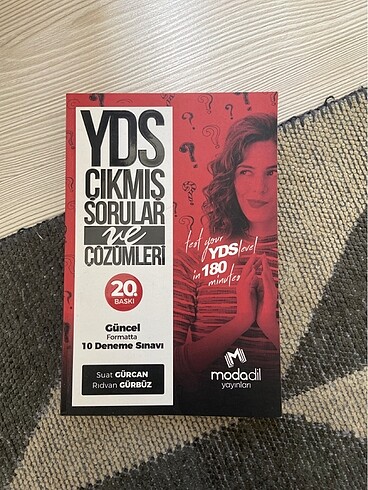 YDS
ÇIKMIŞ
SORULAR
ve
ÇÖZÜMLERİ
20.
BASKI
Güncel
Formatta
10 Deneme Sınavı
Suat GÜRCAN
Rıdvan GÜRBÜZ
test your
YDS level
in 180
minutes
modadil
yayınları